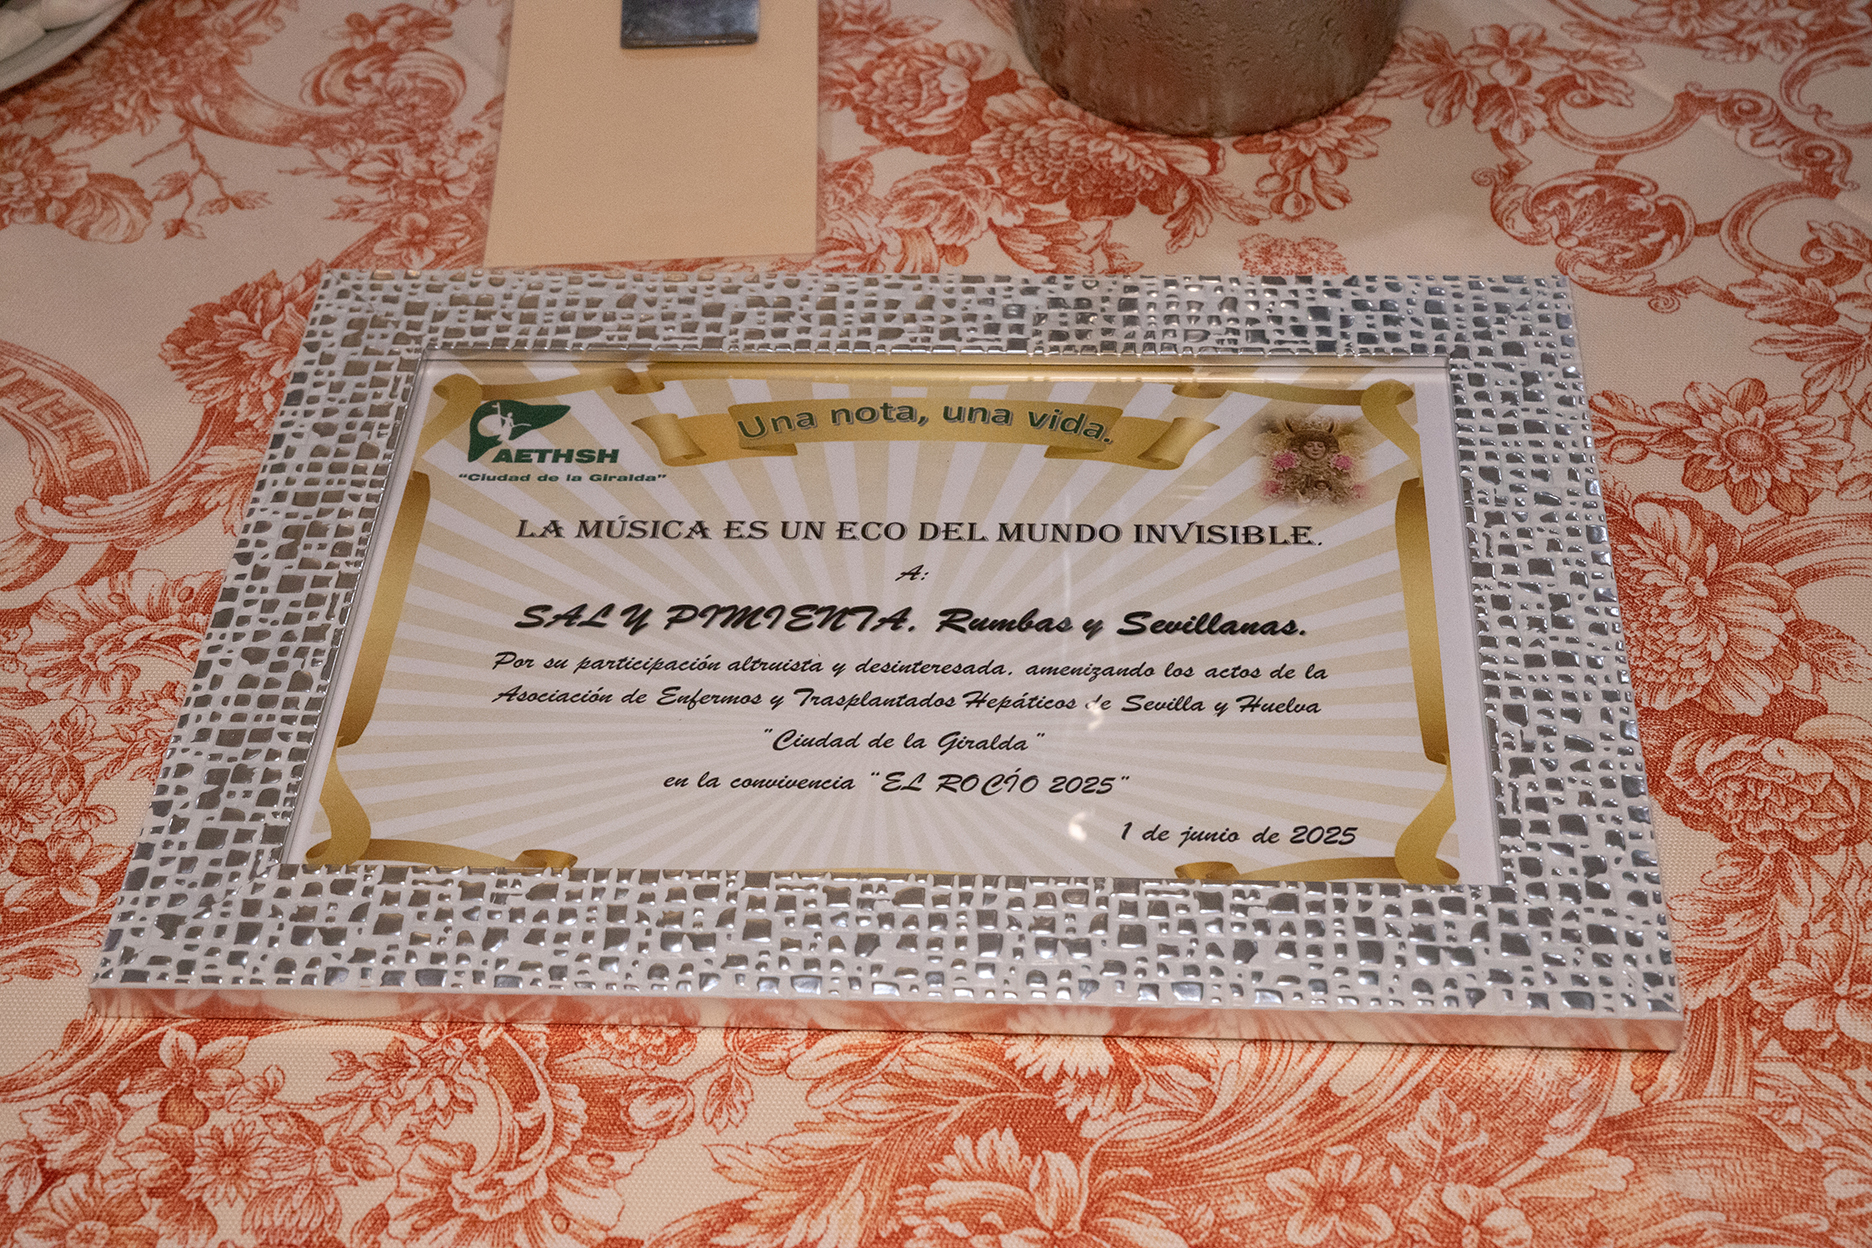 Una nota, una vida.
AETHSH
"Ciudad de la Giralda"
LA MÚSICA ES UN ECO DEL MUNDO INVISIBLE.
A:
SAL Y PIMIENTA. Rumbas y Sevillanas.
Por su participación altruista y desinteresada, amenizando los actos de la
Asociación de Enfermos y Trasplantados Hepáticos de Sevilla y Huelva
"Ciudad de la Giralda"
en la convivencia "EL ROCÍO 2025"
1 de junio de 2025